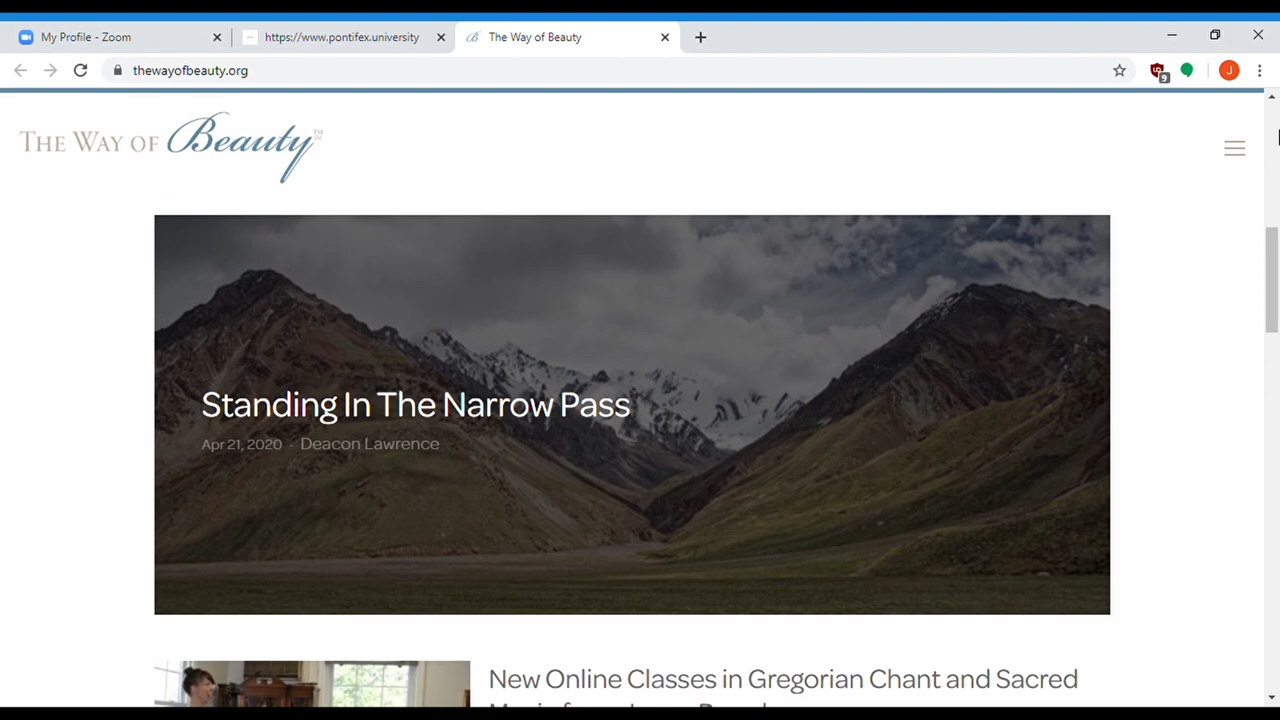 My Profile - Zoom
https://www.pontifex.university
The Way of Beauty
thewayofbeauty.org
9
J
THE WAY OF Beauty
Standing In The Narrow Pass
Apr 21, 2020 · Deacon Lawrence
New Online Classes in Gregorian Chant and Sacred